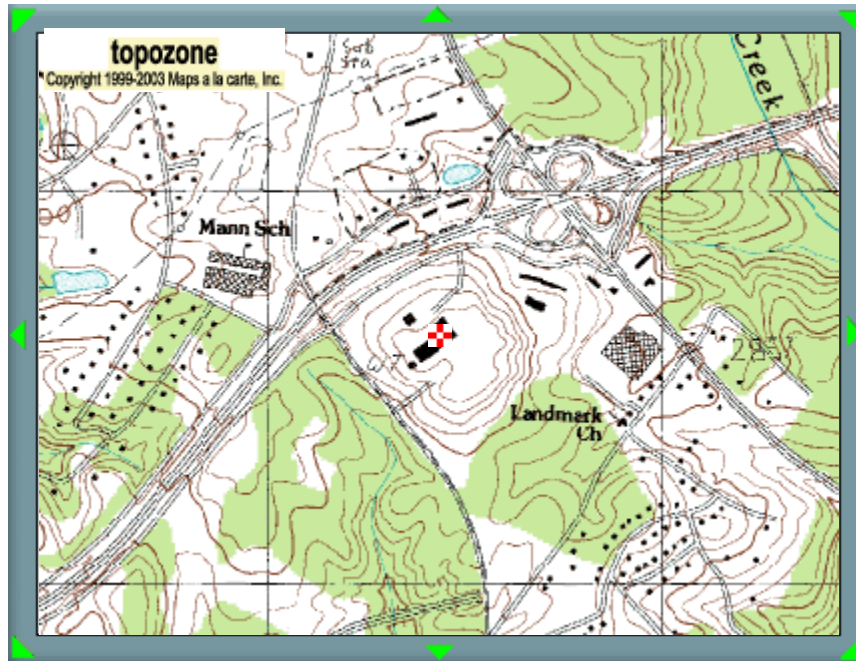 topozone
Copyright 1999-2003 Maps a la carte, Inc.
Creek
Mann Sch
Landmark
Ch